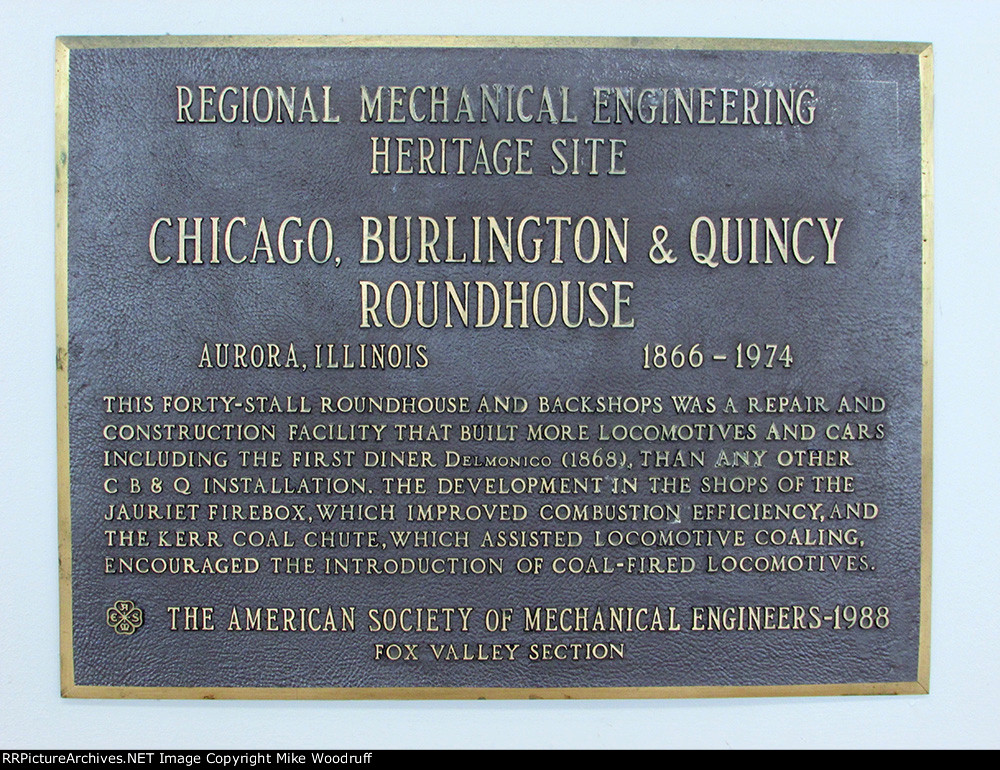 REGIONAL MECHANICAL ENGINEERING
HERITAGE SITE
CHICAGO, BURLINGTON & QUINCY
ROUNDHOUSE
AURORA, ILLINOIS 1866 – 1974
THIS FORTY-STALL ROUNDHOUSE AND BACKSHOPS WAS A REPAIR AND
CONSTRUCTION FACILITY THAT BUILT MORE LOCOMOTIVES AND CARS
INCLUDING THE FIRST DINER DELMONICO (1868), THAN ANY OTHER
C B & Q INSTALLATION. THE DEVELOPMENT IN THE SHOPS OF THE
JAURIET FIREBOX, WHICH IMPROVED COMBUSTION EFFICIENCY, AND
THE KERR COAL CHUTE, WHICH ASSISTED LOCOMOTIVE COALING,
ENCOURAGED THE INTRODUCTION OF COAL-FIRED LOCOMOTIVES.
THE AMERICAN SOCIETY OF MECHANICAL ENGINEERS-1988
FOX VALLEY SECTION
RRPictureArchives.NET Image Copyright Mike Woodruff